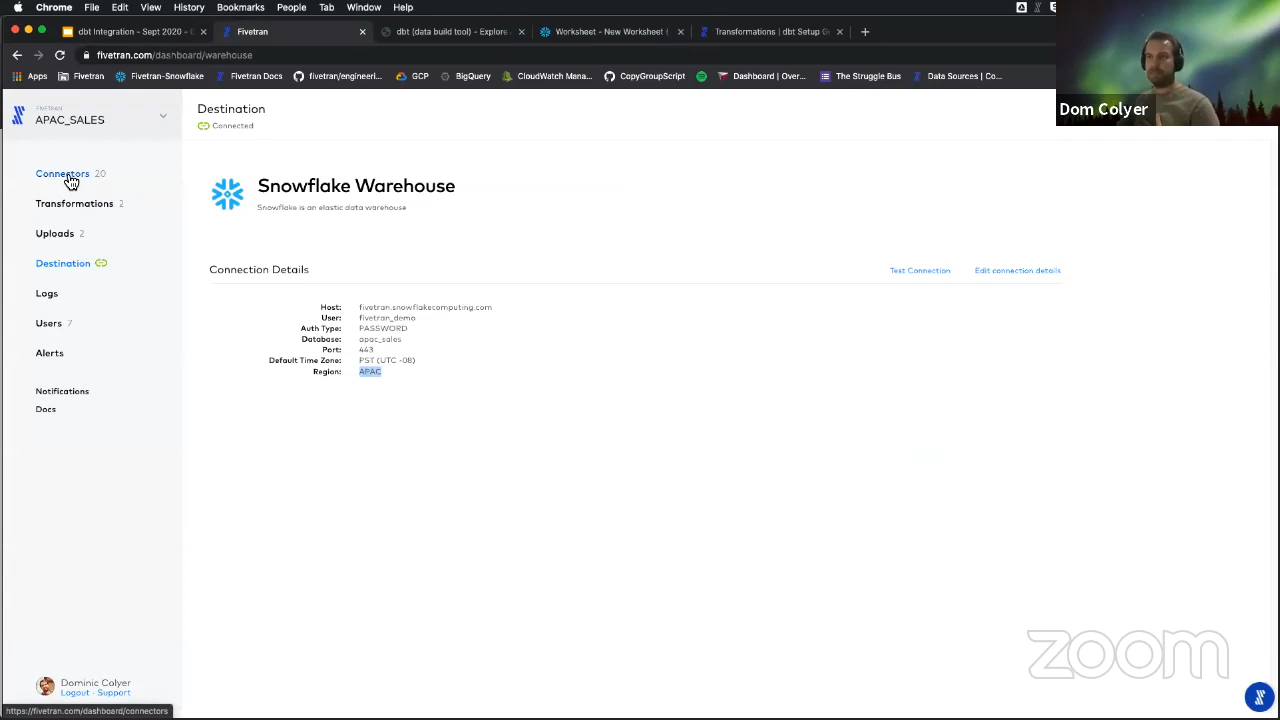 Chrome File Edit View History Bookmarks People Tab Window Help
dbt Integration - Sept 2020 - G
Fivetran
dbt (data build tool) - Explore
Worksheet - New Worksheet
Transformations | dbt Setup G
fivetran.com/dashboard/warehouse
Apps Fivetran Fivetran-Snowflake Fivetran Docs fivetran/engineeri... GCP BigQuery CloudWatch Mana... CopyGroupScript Dashboard | Over... The Struggle Bus Data Sources | Co...
Dom Colyer
FIVETRAN
APAC_SALES
Connectors 20
Transformations 2
Uploads 2
Destination
Logs
Users 7
Alerts
Notifications
Docs
Destination
Connected
Snowflake Warehouse
Snowflake is an elastic data warehouse
Connection Details
Test Connection
Edit connection details
Host: fivetran.snowflakecomputing.com
User: fivetran_demo
Auth Type: PASSWORD
Database: apac_sales
Port: 443
Default Time Zone: PST (UTC -08)
Region: APAC
zoom
Dominic Colyer
Logout · Support
https://fivetran.com/dashboard/connectors